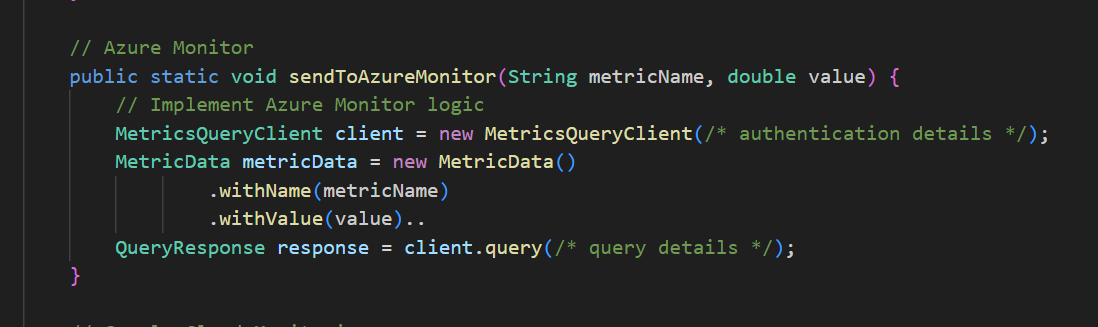 // Azure Monitor
public static void sendToAzureMonitor(String metricName, double value) {
// Implement Azure Monitor logic
MetricsQueryClient client = new MetricsQueryClient(/* authentication details */);
MetricData metricData = new MetricData()
.withName(metricName)
.withValue(value)..
QueryResponse response = client.query(/* query details */);
}